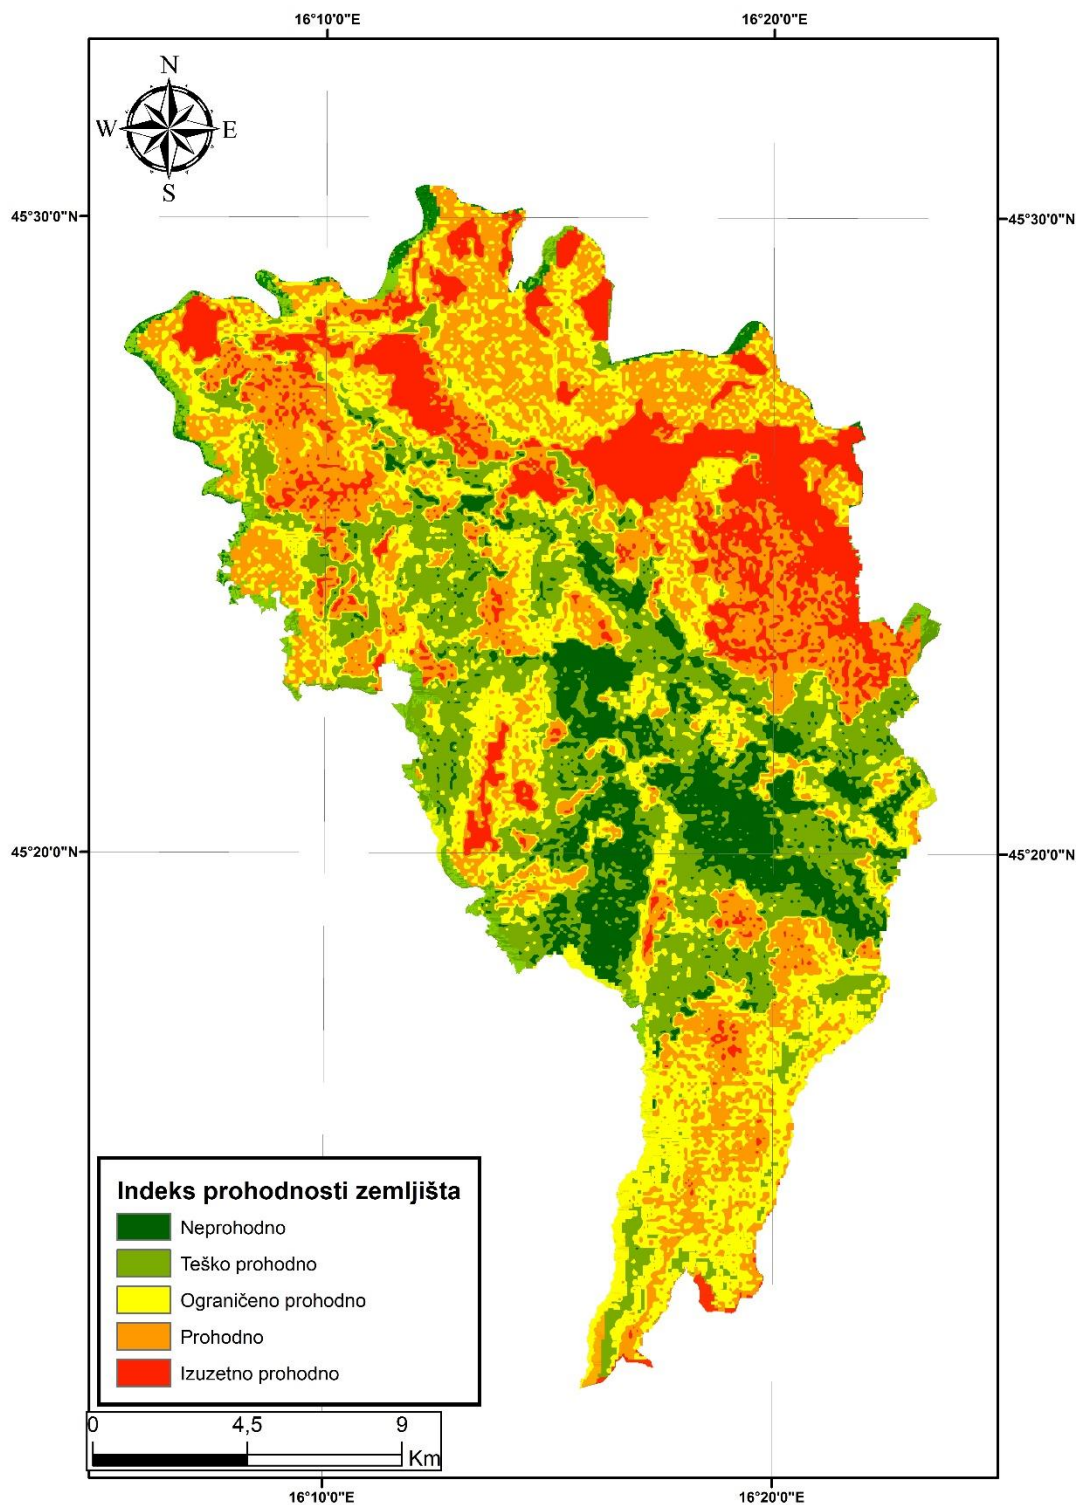 16°10'0"E 16°20'0"E
N
W E
S
45°30'0"N 45°30'0"N
45°20'0"N 45°20'0"N
Indeks prohodnosti zemljišta
Neprohodno
Teško prohodno
Ograničeno prohodno
Prohodno
Izuzetno prohodno
0 4,5 9
Km
16°10'0"E 16°20'0"E